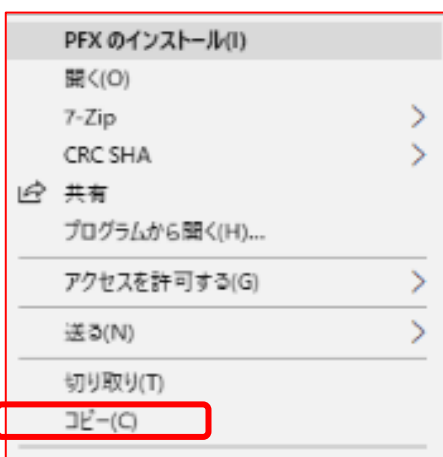 PFX のインストール(I)
開く(O)
7-Zip
CRC SHA
共有
プログラムから開く(H)...
アクセスを許可する(G)
送る(N)
切り取り(T)
コピー(C)